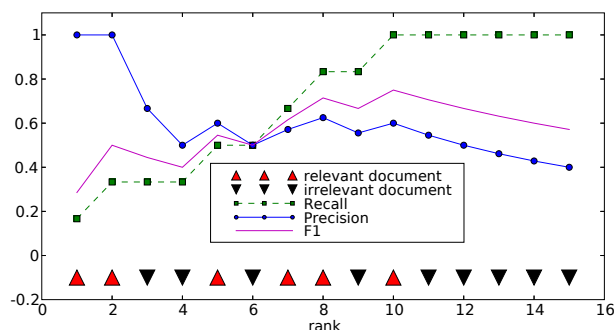 1
0.8
0.6
0.4
0.2
0
-0.2
relevant document
irrelevant document
Recall
Precision
F1
0 2 4 6 8 10 12 14 16
rank